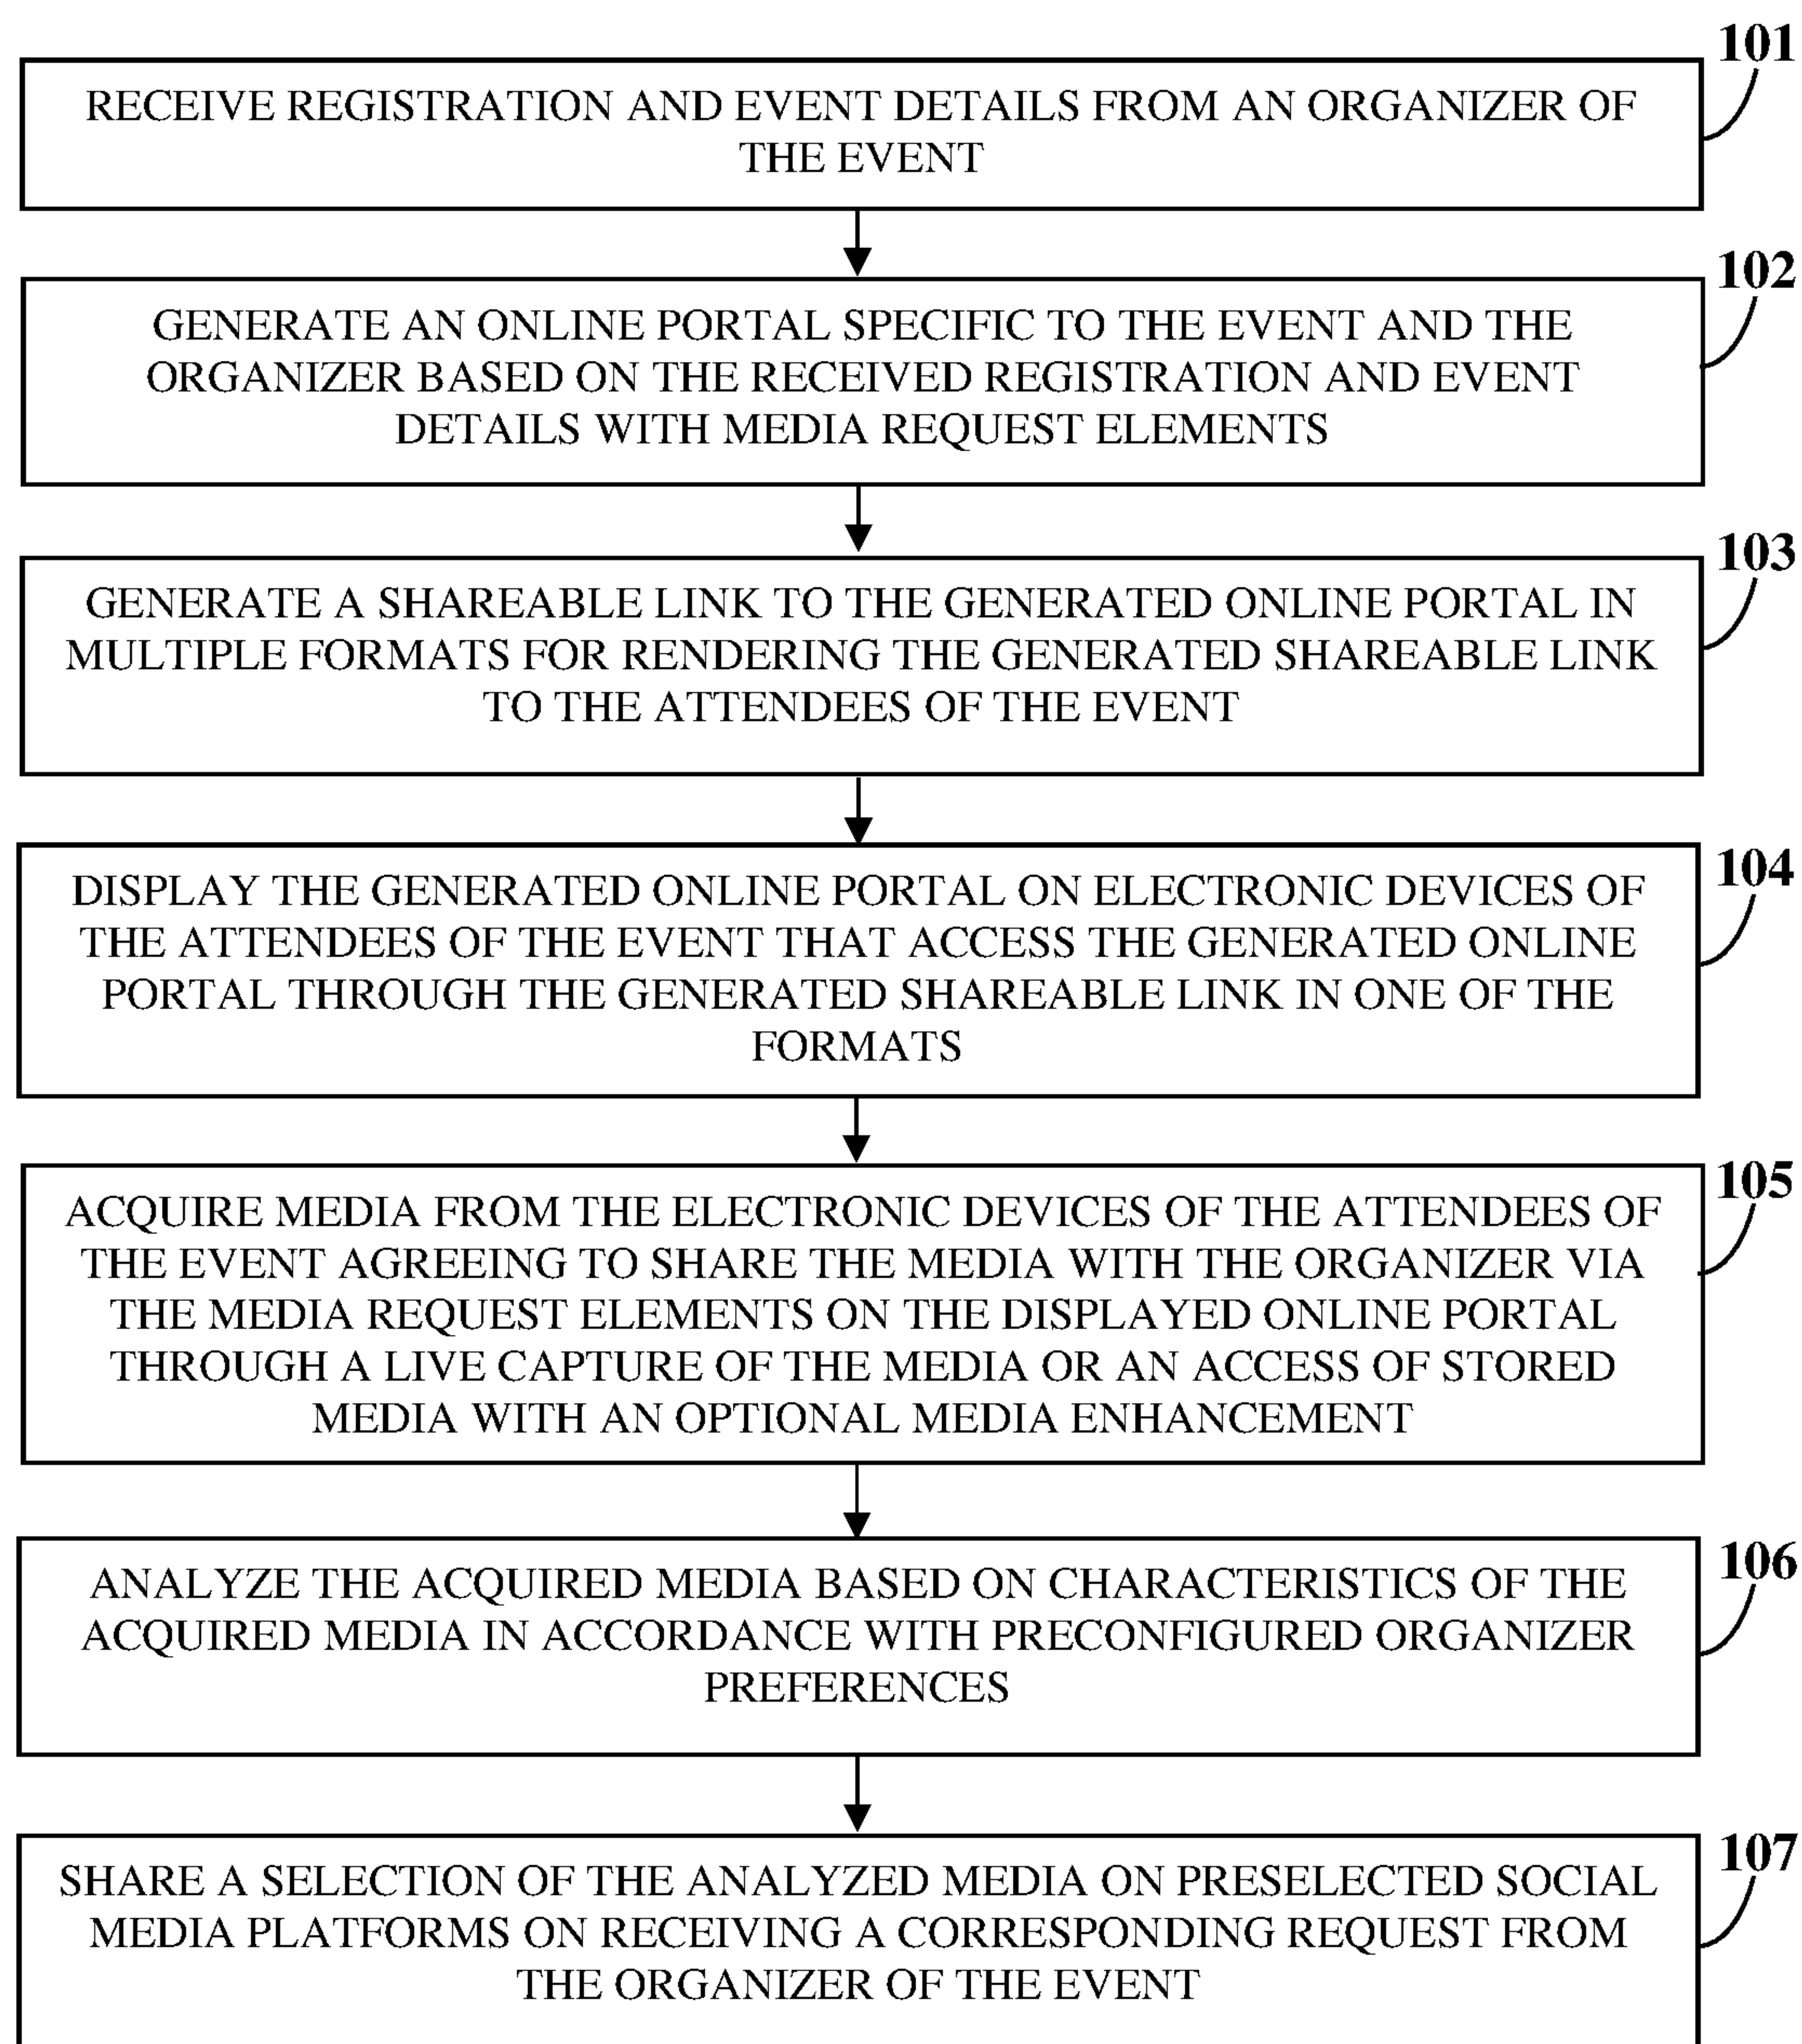 101
RECEIVE REGISTRATION AND EVENT DETAILS FROM AN ORGANIZER OF
THE EVENT
102
GENERATE AN ONLINE PORTAL SPECIFIC TO THE EVENT AND THE
ORGANIZER BASED ON THE RECEIVED REGISTRATION AND EVENT
DETAILS WITH MEDIA REQUEST ELEMENTS
103
GENERATE A SHAREABLE LINK TO THE GENERATED ONLINE PORTAL IN
MULTIPLE FORMATS FOR RENDERING THE GENERATED SHAREABLE LINK
TO THE ATTENDEES OF THE EVENT
104
DISPLAY THE GENERATED ONLINE PORTAL ON ELECTRONIC DEVICES OF
THE ATTENDEES OF THE EVENT THAT ACCESS THE GENERATED ONLINE
PORTAL THROUGH THE GENERATED SHAREABLE LINK IN ONE OF THE
FORMATS
105
ACQUIRE MEDIA FROM THE ELECTRONIC DEVICES OF THE ATTENDEES OF
THE EVENT AGREEING TO SHARE THE MEDIA WITH THE ORGANIZER VIA
THE MEDIA REQUEST ELEMENTS ON THE DISPLAYED ONLINE PORTAL
THROUGH A LIVE CAPTURE OF THE MEDIA OR AN ACCESS OF STORED
MEDIA WITH AN OPTIONAL MEDIA ENHANCEMENT
106
ANALYZE THE ACQUIRED MEDIA BASED ON CHARACTERISTICS OF THE
ACQUIRED MEDIA IN ACCORDANCE WITH PRECONFIGURED ORGANIZER
PREFERENCES
107
SHARE A SELECTION OF THE ANALYZED MEDIA ON PRESELECTED SOCIAL
MEDIA PLATFORMS ON RECEIVING A CORRESPONDING REQUEST FROM
THE ORGANIZER OF THE EVENT